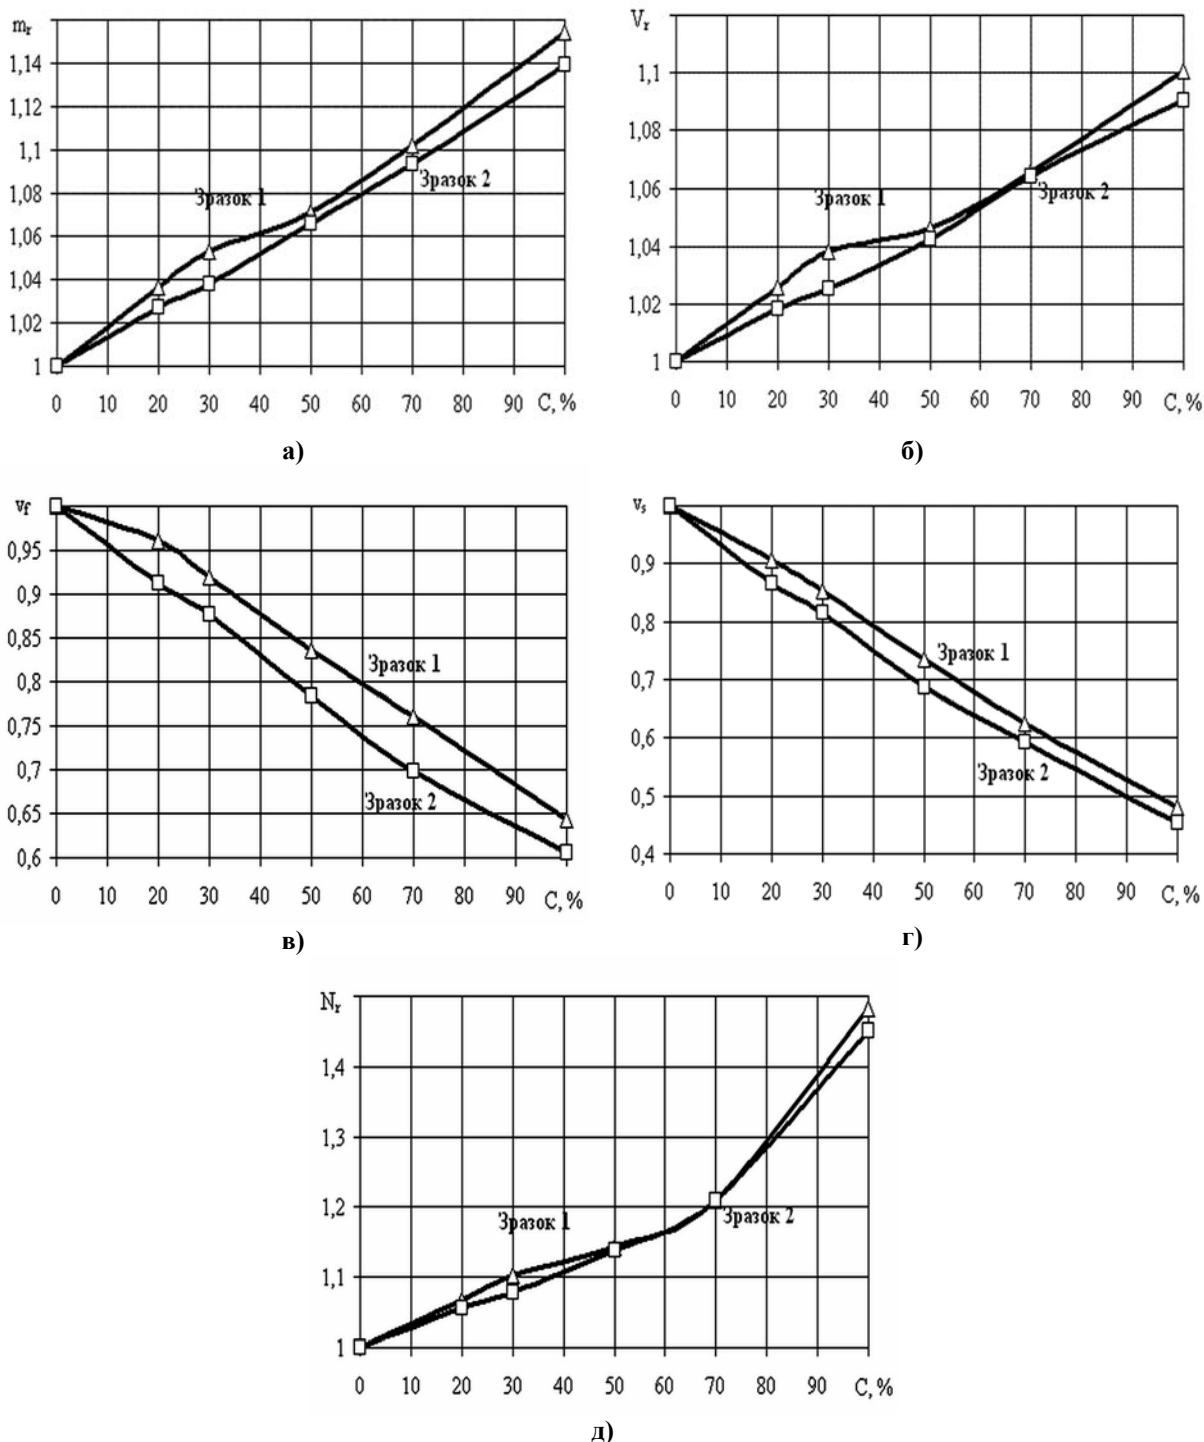 mᵣ
1,14
1,12
1,1
1,08
1,06
1,04
1,02
1
Зразок 1
Зразок 2
0 10 20 30 40 50 60 70 80 90 C, %
а)
Vᵣ
1,1
1,08
1,06
1,04
1,02
1
Зразок 1
Зразок 2
0 10 20 30 40 50 60 70 80 90 C, %
б)
vf
0,95
0,9
0,85
0,8
0,75
0,7
0,65
0,6
Зразок 1
Зразок 2
0 10 20 30 40 50 60 70 80 90 C, %
в)
vₛ
0,9
0,8
0,7
0,6
0,5
0,4
Зразок 1
Зразок 2
0 10 20 30 40 50 60 70 80 90 C, %
г)
Nᵣ
1,4
1,3
1,2
1,1
1
Зразок 1
Зразок 2
0 10 20 30 40 50 60 70 80 90 C, %
д)